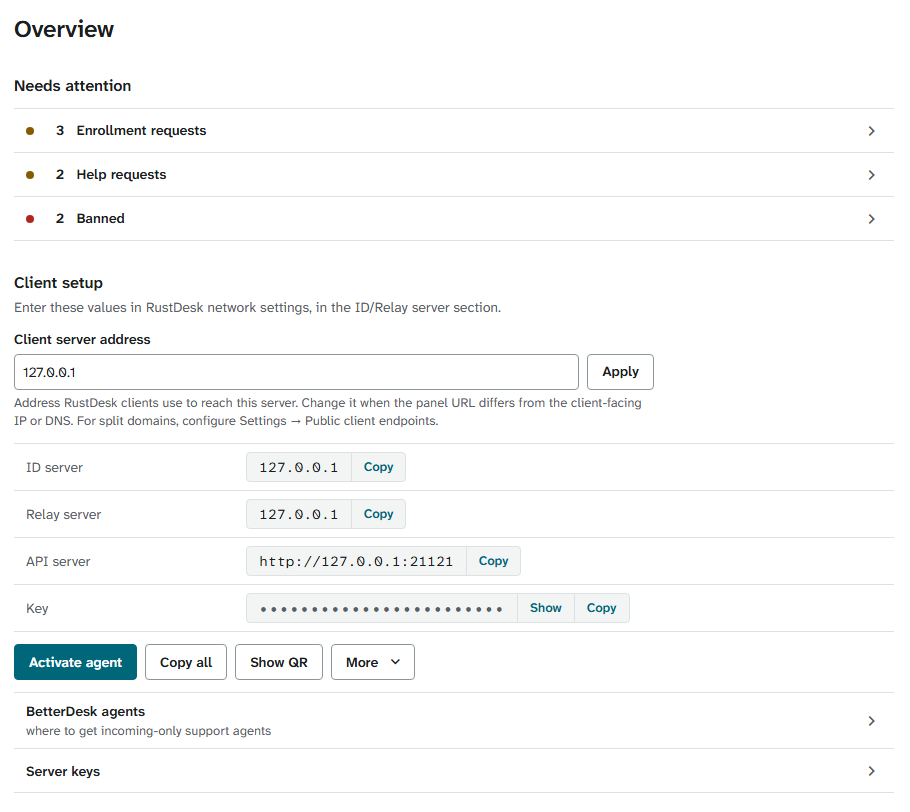 Overview
Needs attention
3 Enrollment requests
2 Help requests
2 Banned
Client setup
Enter these values in RustDesk network settings, in the ID/Relay server section.
Client server address
127.0.0.1
Apply
Address RustDesk clients use to reach this server. Change it when the panel URL differs from the client-facing
IP or DNS. For split domains, configure Settings → Public client endpoints.
ID server 127.0.0.1 Copy
Relay server 127.0.0.1 Copy
API server http://127.0.0.1:21121 Copy
Key •••••••••••••••••••••••• Show Copy
Activate agent Copy all Show QR More
BetterDesk agents
where to get incoming-only support agents
Server keys